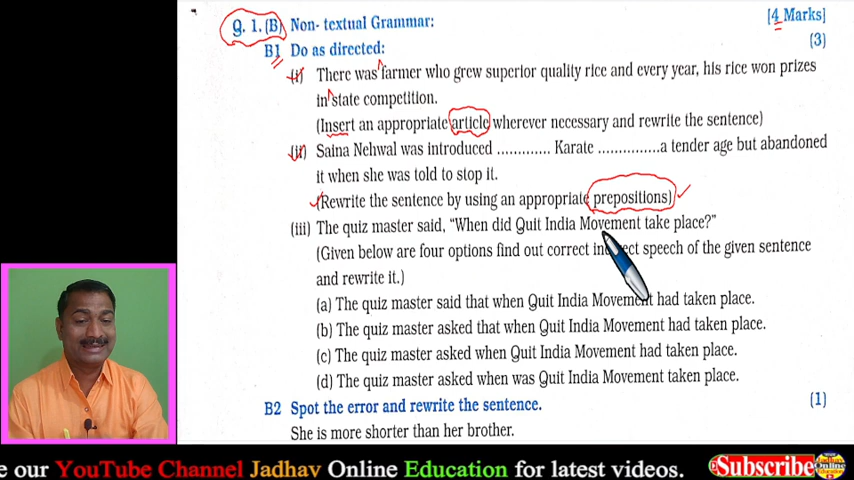 Q. 1. (B) Non- textual Grammar: [4 Marks]
B1 Do as directed: (3)
(i) There was farmer who grew superior quality rice and every year, his rice won prizes
in state competition.
(Insert an appropriate article wherever necessary and rewrite the sentence)
(ii) Saina Nehwal was introduced ............. Karate ...............a tender age but abandoned
it when she was told to stop it.
(Rewrite the sentence by using an appropriate prepositions)
(iii) The quiz master said, “When did Quit India Movement take place?”
(Given below are four options find out correct indirect speech of the given sentence
and rewrite it.)
(a) The quiz master said that when Quit India Movement had taken place.
(b) The quiz master asked that when Quit India Movement had taken place.
(c) The quiz master asked when Quit India Movement had taken place.
(d) The quiz master asked when was Quit India Movement taken place.
B2 Spot the error and rewrite the sentence. (1)
She is more shorter than her brother.
e our YouTube Channel Jadhav Online Education for latest videos. Subscribe